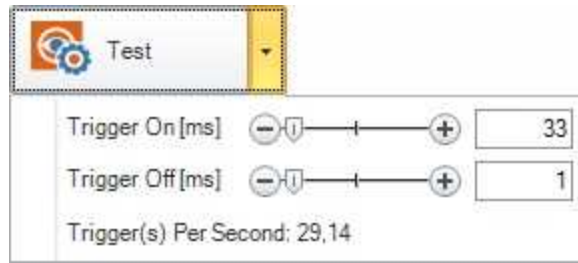 Test
Trigger On [ms] 33
Trigger Off [ms] 1
Trigger(s) Per Second: 29,14